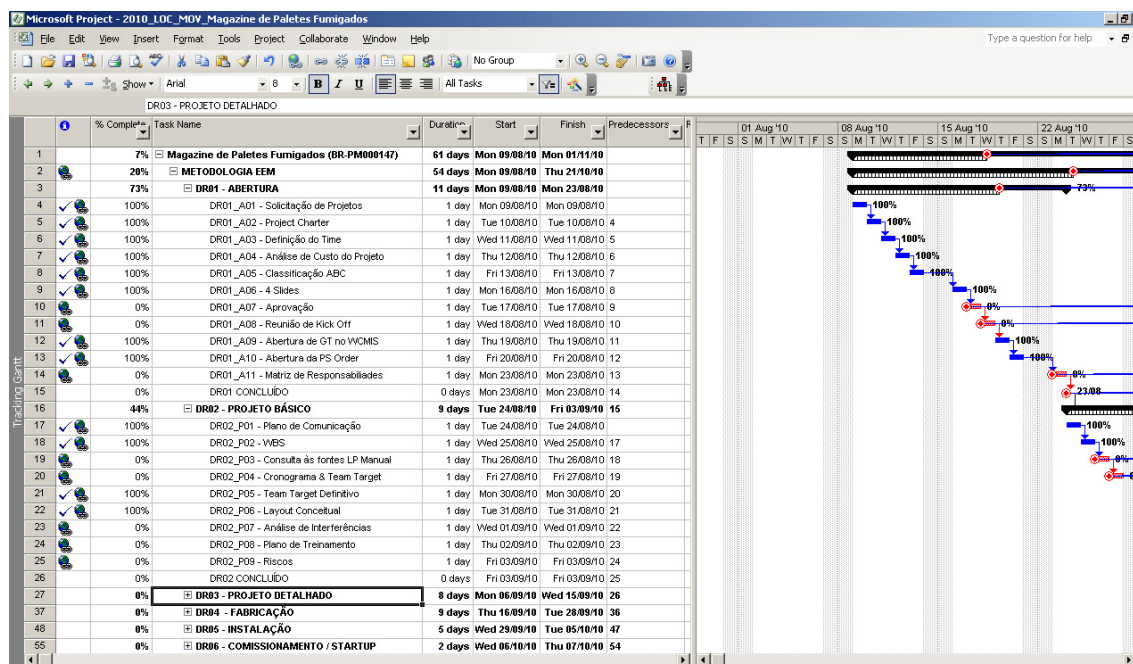 Microsoft Project - 2010_LOC_MOV_Magazine de Paletes Fumigados
File Edit View Insert Format Tools Project Collaborate Window Help Type a question for help
No Group
Show Arial 8 B I U All Tasks
DR03 - PROJETO DETALHADO
% Complete Task Name Duration Start Finish Predecessors 01 Aug '10 08 Aug '10 15 Aug '10 22 Aug '10
T F S S M T W T F S S M T W T F S S M T W T F S S M T W T F S
1 7% Magazine de Paletes Fumigados (BR-PM000147) 61 days Mon 09/08/10 Mon 01/11/10
2 20% METODOLOGIA EEM 54 days Mon 09/08/10 Thu 21/10/10
3 73% DR01 - ABERTURA 11 days Mon 09/08/10 Mon 23/08/10 73%
4 100% DR01_A01 - Solicitação de Projetos 1 day Mon 09/08/10 Mon 09/08/10 100%
5 100% DR01_A02 - Project Charter 1 day Tue 10/08/10 Tue 10/08/10 4 100%
6 100% DR01_A03 - Definição do Time 1 day Wed 11/08/10 Wed 11/08/10 5 100%
7 100% DR01_A04 - Análise de Custo do Projeto 1 day Thu 12/08/10 Thu 12/08/10 6 100%
8 100% DR01_A05 - Classificação ABC 1 day Fri 13/08/10 Fri 13/08/10 7 100%
9 100% DR01_A06 - 4 Slides 1 day Mon 16/08/10 Mon 16/08/10 8 100%
10 0% DR01_A07 - Aprovação 1 day Tue 17/08/10 Tue 17/08/10 9 0%
11 0% DR01_A08 - Reunião de Kick Off 1 day Wed 18/08/10 Wed 18/08/10 10 0%
12 100% DR01_A09 - Abertura de GT no WCMIS 1 day Thu 19/08/10 Thu 19/08/10 11 100%
13 100% DR01_A10 - Abertura da PS Order 1 day Fri 20/08/10 Fri 20/08/10 12 100%
14 0% DR01_A11 - Matriz de Responsabiliades 1 day Mon 23/08/10 Mon 23/08/10 13 0%
15 0% DR01 CONCLUÍDO 0 days Mon 23/08/10 Mon 23/08/10 14 23/08
16 44% DR02 - PROJETO BÁSICO 9 days Tue 24/08/10 Fri 03/09/10 15
17 100% DR02_P01 - Plano de Comunicação 1 day Tue 24/08/10 Tue 24/08/10 100%
18 100% DR02_P02 - WBS 1 day Wed 25/08/10 Wed 25/08/10 17 100%
19 0% DR02_P03 - Consulta às fontes LP Manual 1 day Thu 26/08/10 Thu 26/08/10 18 0%
20 0% DR02_P04 - Cronograma & Team Target 1 day Fri 27/08/10 Fri 27/08/10 19
21 100% DR02_P05 - Team Target Definitivo 1 day Mon 30/08/10 Mon 30/08/10 20
22 100% DR02_P06 - Layout Conceitual 1 day Tue 31/08/10 Tue 31/08/10 21
23 0% DR02_P07 - Análise de Interferências 1 day Wed 01/09/10 Wed 01/09/10 22
24 0% DR02_P08 - Plano de Treinamento 1 day Thu 02/09/10 Thu 02/09/10 23
25 0% DR02_P09 - Riscos 1 day Fri 03/09/10 Fri 03/09/10 24
26 0% DR02 CONCLUÍDO 0 days Fri 03/09/10 Fri 03/09/10 25
27 0% DR03 - PROJETO DETALHADO 8 days Mon 06/09/10 Wed 15/09/10 26
37 0% DR04 - FABRICAÇÃO 9 days Thu 16/09/10 Tue 28/09/10 36
48 0% DR05 - INSTALAÇÃO 5 days Wed 29/09/10 Tue 05/10/10 47
55 0% DR06 - COMISSIONAMENTO / STARTUP 2 days Wed 06/10/10 Thu 07/10/10 54
Tracking Gantt